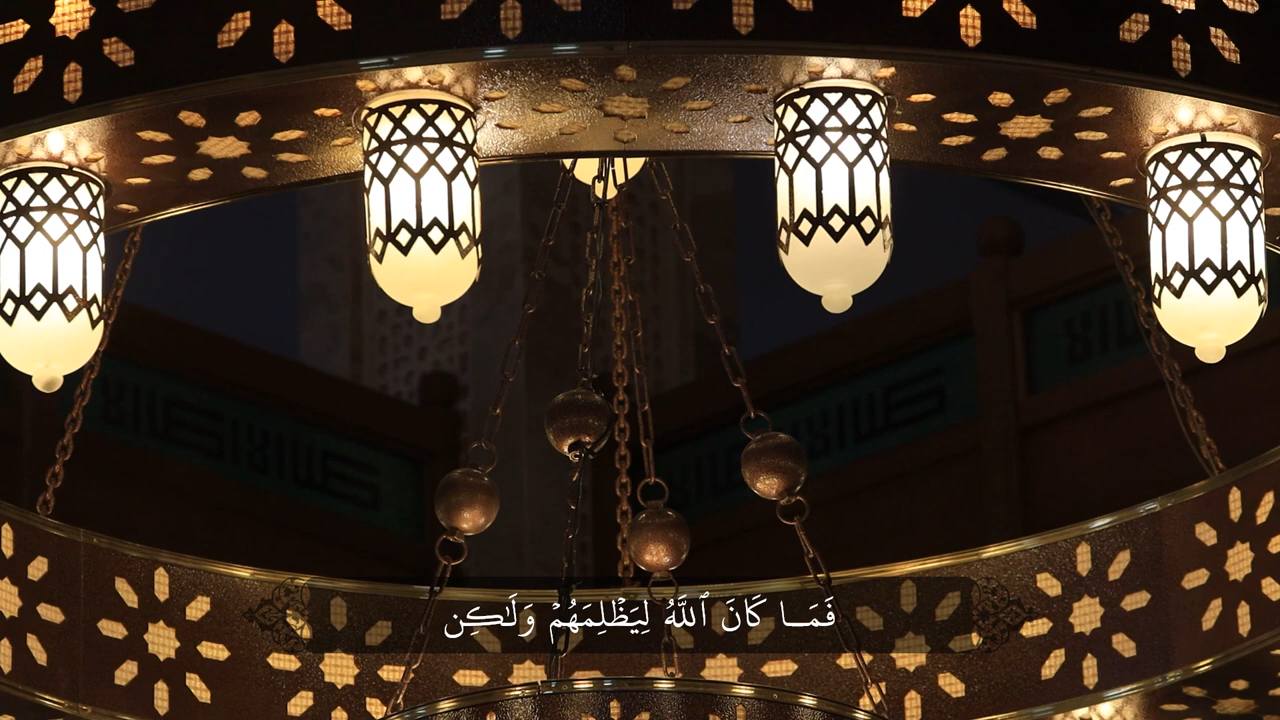 فَمَا كَانَ ٱللَّهُ لِيَظْلِمَهُمْ وَلَـٰكِن